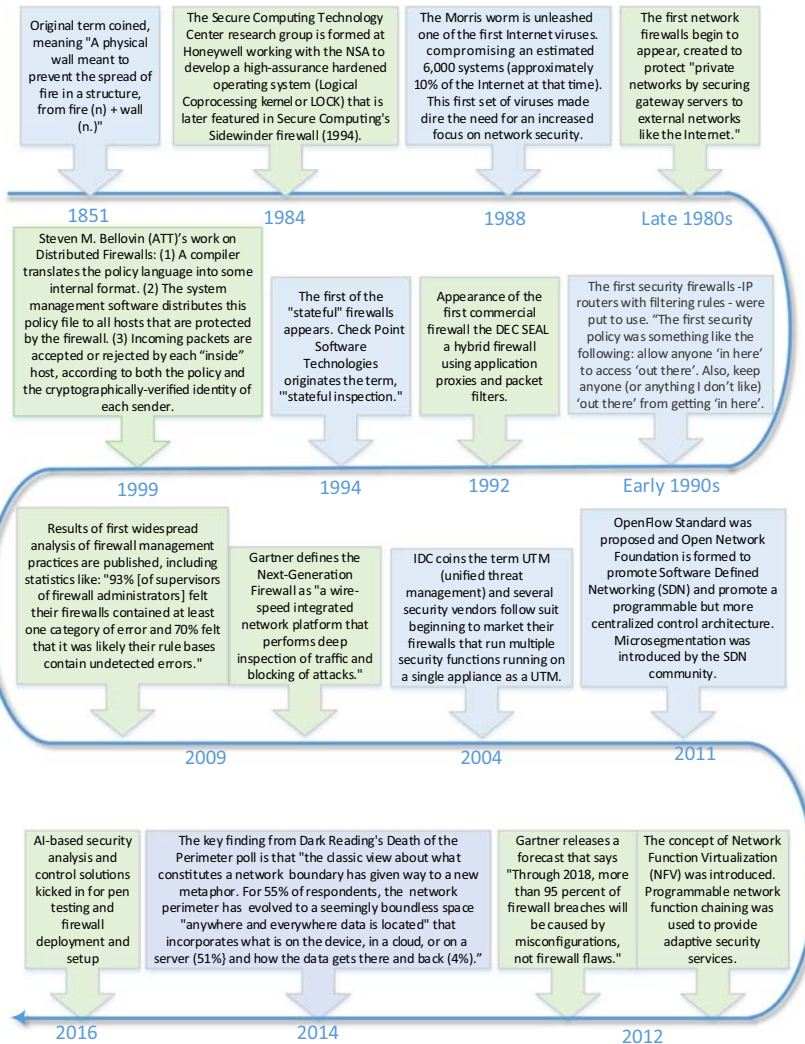 Original term coined,
meaning "A physical
wall meant to
prevent the spread of
fire in a structure,
from fire (n) + wall
(n.)"
1851
The Secure Computing Technology
Center research group is formed at
Honeywell working with the NSA to
develop a high-assurance hardened
operating system (Logical
Coprocessing kernel or LOCK) that is
later featured in Secure Computing's
Sidewinder firewall (1994).
1984
The Morris worm is unleashed
one of the first Internet viruses.
compromising an estimated
6,000 systems (approximately
10% of the Internet at that time).
This first set of viruses made
dire the need for an increased
focus on network security.
1988
The first network
firewalls begin to
appear, created to
protect "private
networks by securing
gateway servers to
external networks
like the Internet."
Late 1980s
Steven M. Bellovin (ATT)'s work on
Distributed Firewalls: (1) A compiler
translates the policy language into some
internal format. (2) The system
management software distributes this
policy file to all hosts that are protected
by the firewall. (3) Incoming packets are
accepted or rejected by each “inside”
host, according to both the policy and
the cryptographically-verified identity of
each sender.
1999
The first of the
"stateful" firewalls
appears. Check Point
Software
Technologies
originates the term,
'"stateful inspection."
1994
Appearance of the
first commercial
firewall the DEC SEAL
a hybrid firewall
using application
proxies and packet
filters.
1992
The first security firewalls -IP
routers with filtering rules - were
put to use. “The first security
policy was something like the
following: allow anyone ‘in here’
to access ‘out there’. Also, keep
anyone (or anything I don’t like)
‘out there’ from getting ‘in here’.
Early 1990s
Results of first widespread
analysis of firewall management
practices are published, including
statistics like: "93% [of supervisors
of firewall administrators] felt
their firewalls contained at least
one category of error and 70% felt
that it was likely their rule bases
contain undetected errors."
Gartner defines the
Next-Generation
Firewall as "a wire-
speed integrated
network platform that
performs deep
inspection of traffic and
blocking of attacks."
2009
IDC coins the term UTM
(unified threat
management) and several
security vendors follow suit
beginning to market their
firewalls that run multiple
security functions running on
a single appliance as a UTM.
2004
OpenFlow Standard was
proposed and Open Network
Foundation is formed to
promote Software Defined
Networking (SDN) and promote a
programmable but more
centralized control architecture.
Microsegmentation was
introduced by the SDN
community.
2011
AI-based security
analysis and
control solutions
kicked in for pen
testing and
firewall
deployment and
setup
2016
The key finding from Dark Reading's Death of the
Perimeter poll is that "the classic view about what
constitutes a network boundary has given way to a new
metaphor. For 55% of respondents, the network
perimeter has evolved to a seemingly boundless space
"anywhere and everywhere data is located" that
incorporates what is on the device, in a cloud, or on a
server (51%} and how the data gets there and back (4%).”
2014
Gartner releases a
forecast that says
"Through 2018, more
than 95 percent of
firewall breaches will
be caused by
misconfigurations,
not firewall flaws."
The concept of Network
Function Virtualization
(NFV) was introduced.
Programmable network
function chaining was
used to provide
adaptive security
services.
2012